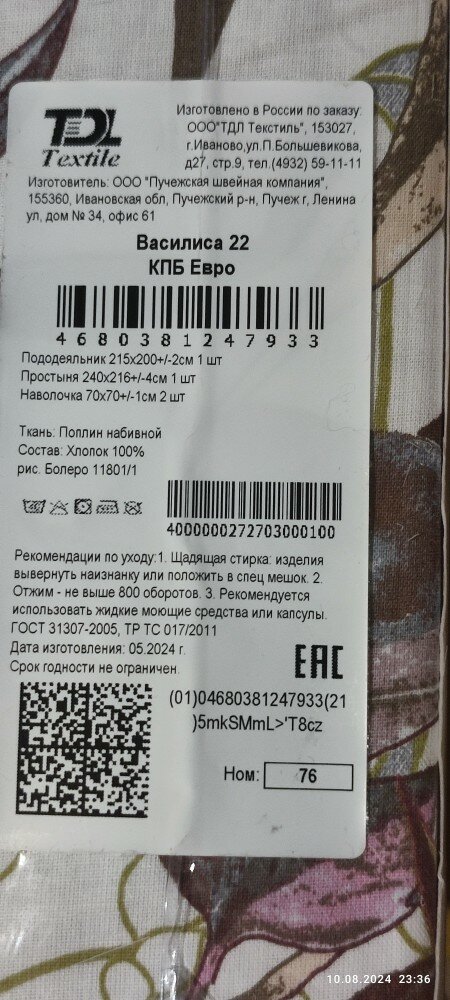 TDL
Textile
Изготовлено в России по заказу:
ООО"ТДЛ Текстиль", 153027,
г.Иваново,ул.П.Большевикова,
д27, стр.9, тел.(4932) 59-11-11
Изготовитель: ООО "Пучежская швейная компания",
155360, Ивановская обл, Пучежский р-н, Пучеж г, Ленина
ул, дом № 34, офис 61
Василиса 22
КПБ Евро
4680381247933
Пододеяльник 215х200+/-2см 1 шт
Простыня 240х216+/-4см 1 шт
Наволочка 70х70+/-1см 2 шт
Ткань: Поплин набивной
Состав: Хлопок 100%
рис. Болеро 11801/1
4000000272703000100
Рекомендации по уходу:1. Щадящая стирка: изделия
вывернуть наизнанку или положить в спец мешок. 2.
Отжим - не выше 800 оборотов. 3. Рекомендуется
использовать жидкие моющие средства или капсулы.
ГОСТ 31307-2005, ТР ТС 017/2011
Дата изготовления: 05.2024 г.
Срок годности не ограничен.
EAC
(01)04680381247933(21
)5mkSMmL>'T8cz
Ном: 76
10.08.2024 23:36